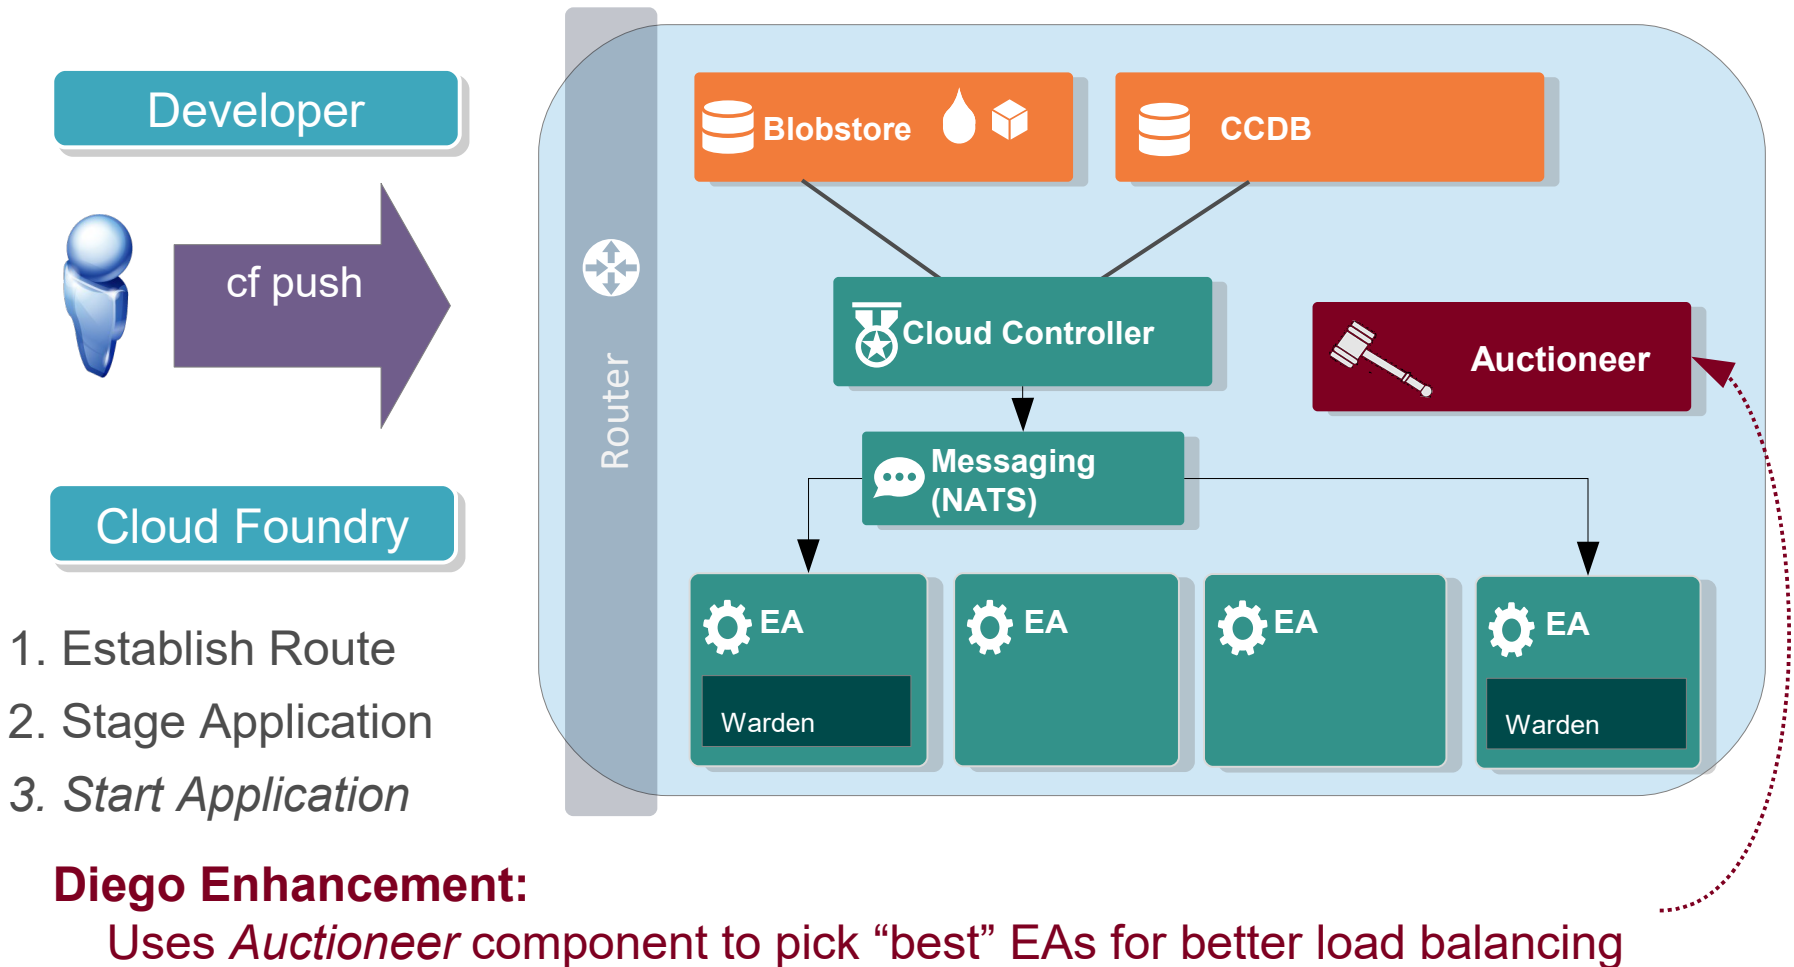 Developer
cf push
Cloud Foundry
1. Establish Route
2. Stage Application
3. Start Application
Router
Blobstore
CCDB
Cloud Controller
Auctioneer
Messaging
(NATS)
EA
Warden
EA
EA
EA
Warden
Diego Enhancement:
Uses Auctioneer component to pick “best” EAs for better load balancing